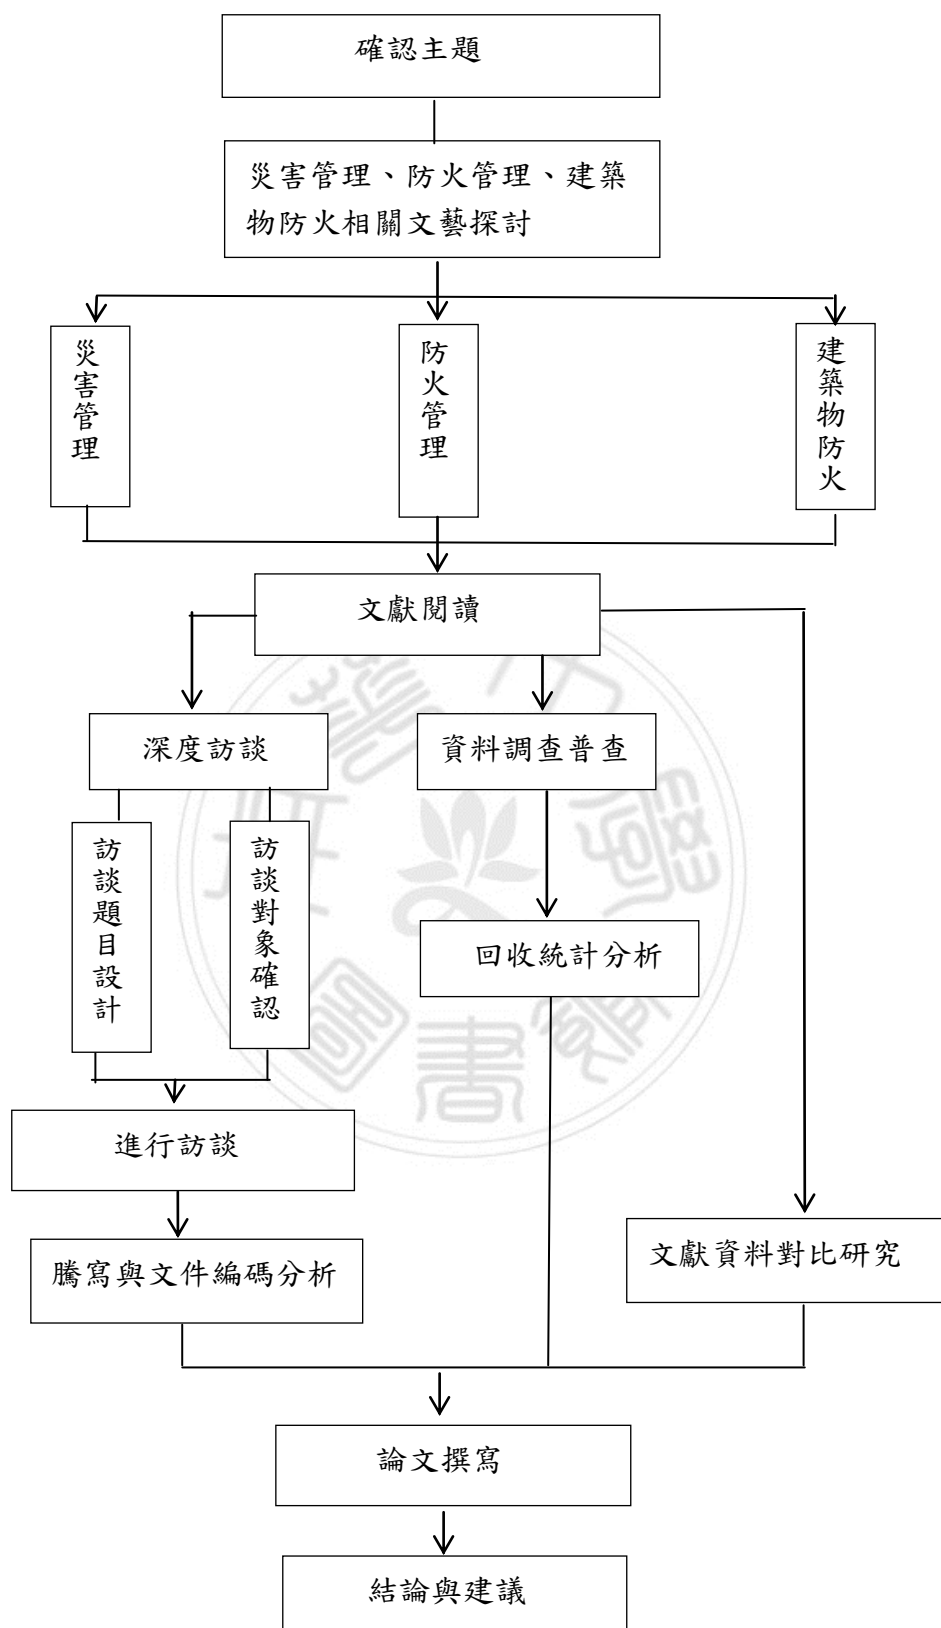 確認主題
災害管理、防火管理、建築
物防火相關文藝探討
災害管理
防火管理
建築物防火
文獻閱讀
深度訪談
資料調查普查
訪談題目設計
訪談對象確認
回收統計分析
進行訪談
騰寫與文件編碼分析
文獻資料對比研究
論文撰寫
結論與建議